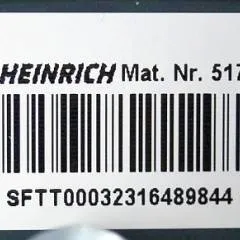 HEINRICH Mat. Nr. 517
SFTT00032316489844